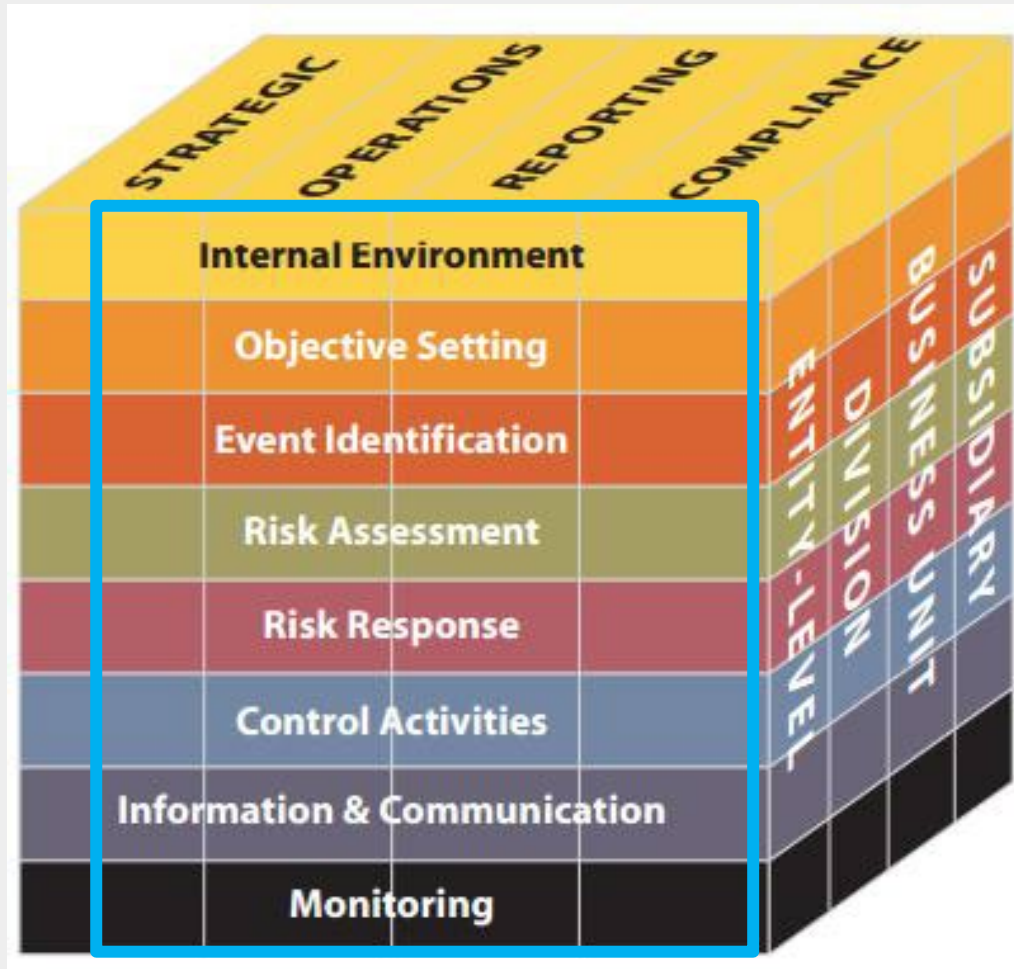 STRATEGIC
OPERATIONS
REPORTING
COMPLIANCE
Internal Environment
Objective Setting
Event Identification
Risk Assessment
Risk Response
Control Activities
Information & Communication
Monitoring
ENTITY-LEVEL
DIVISION
BUSINESS UNIT
SUBSIDIARY